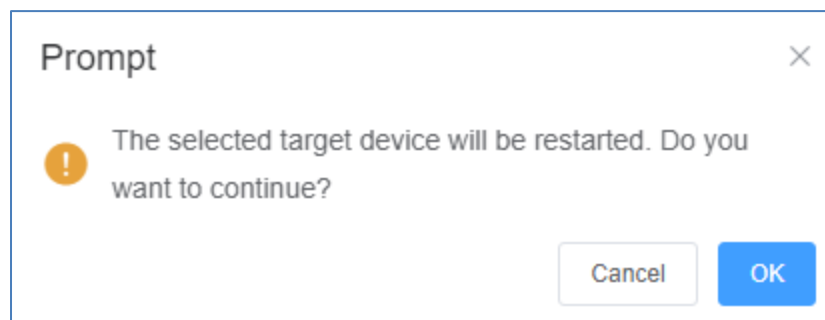 Prompt
The selected target device will be restarted. Do you
want to continue?
Cancel
OK